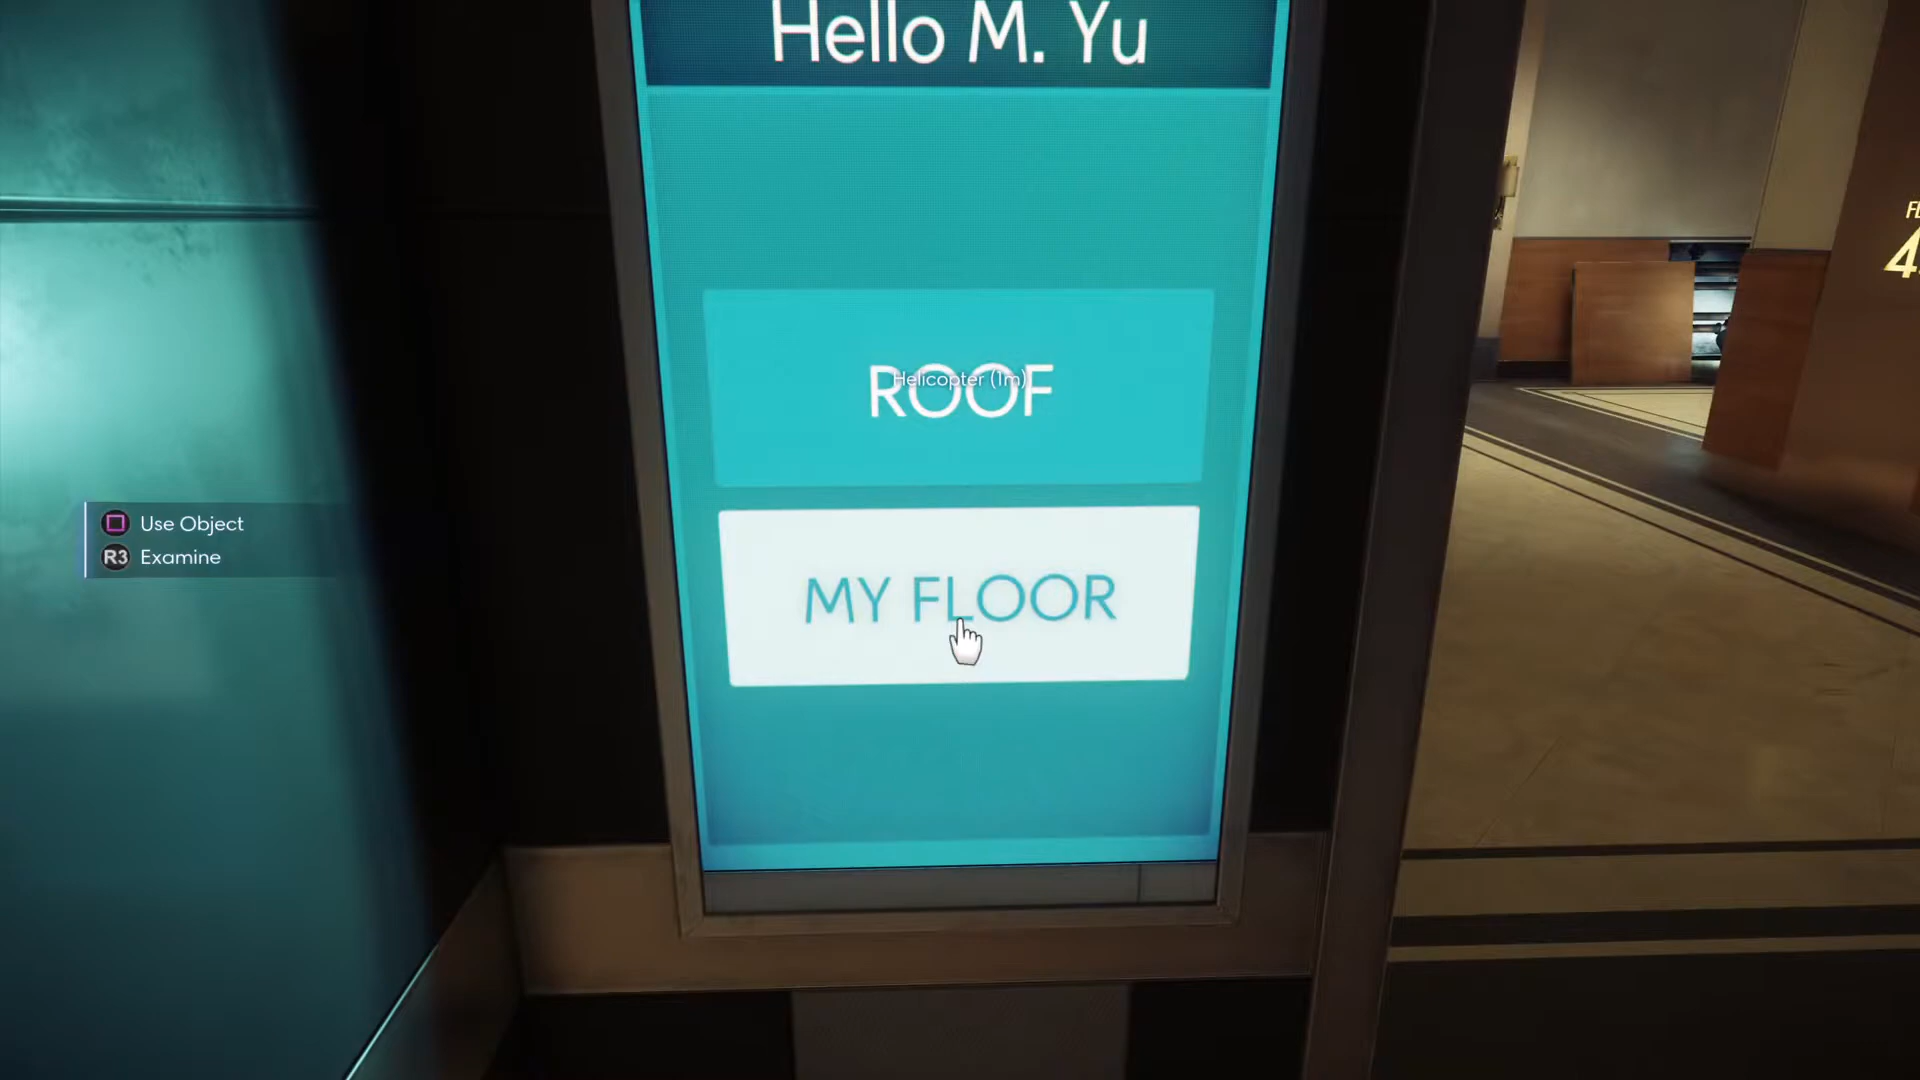 Hello M. Yu
Helicopter (1m)
ROOF
MY FLOOR
Use Object
R3 Examine